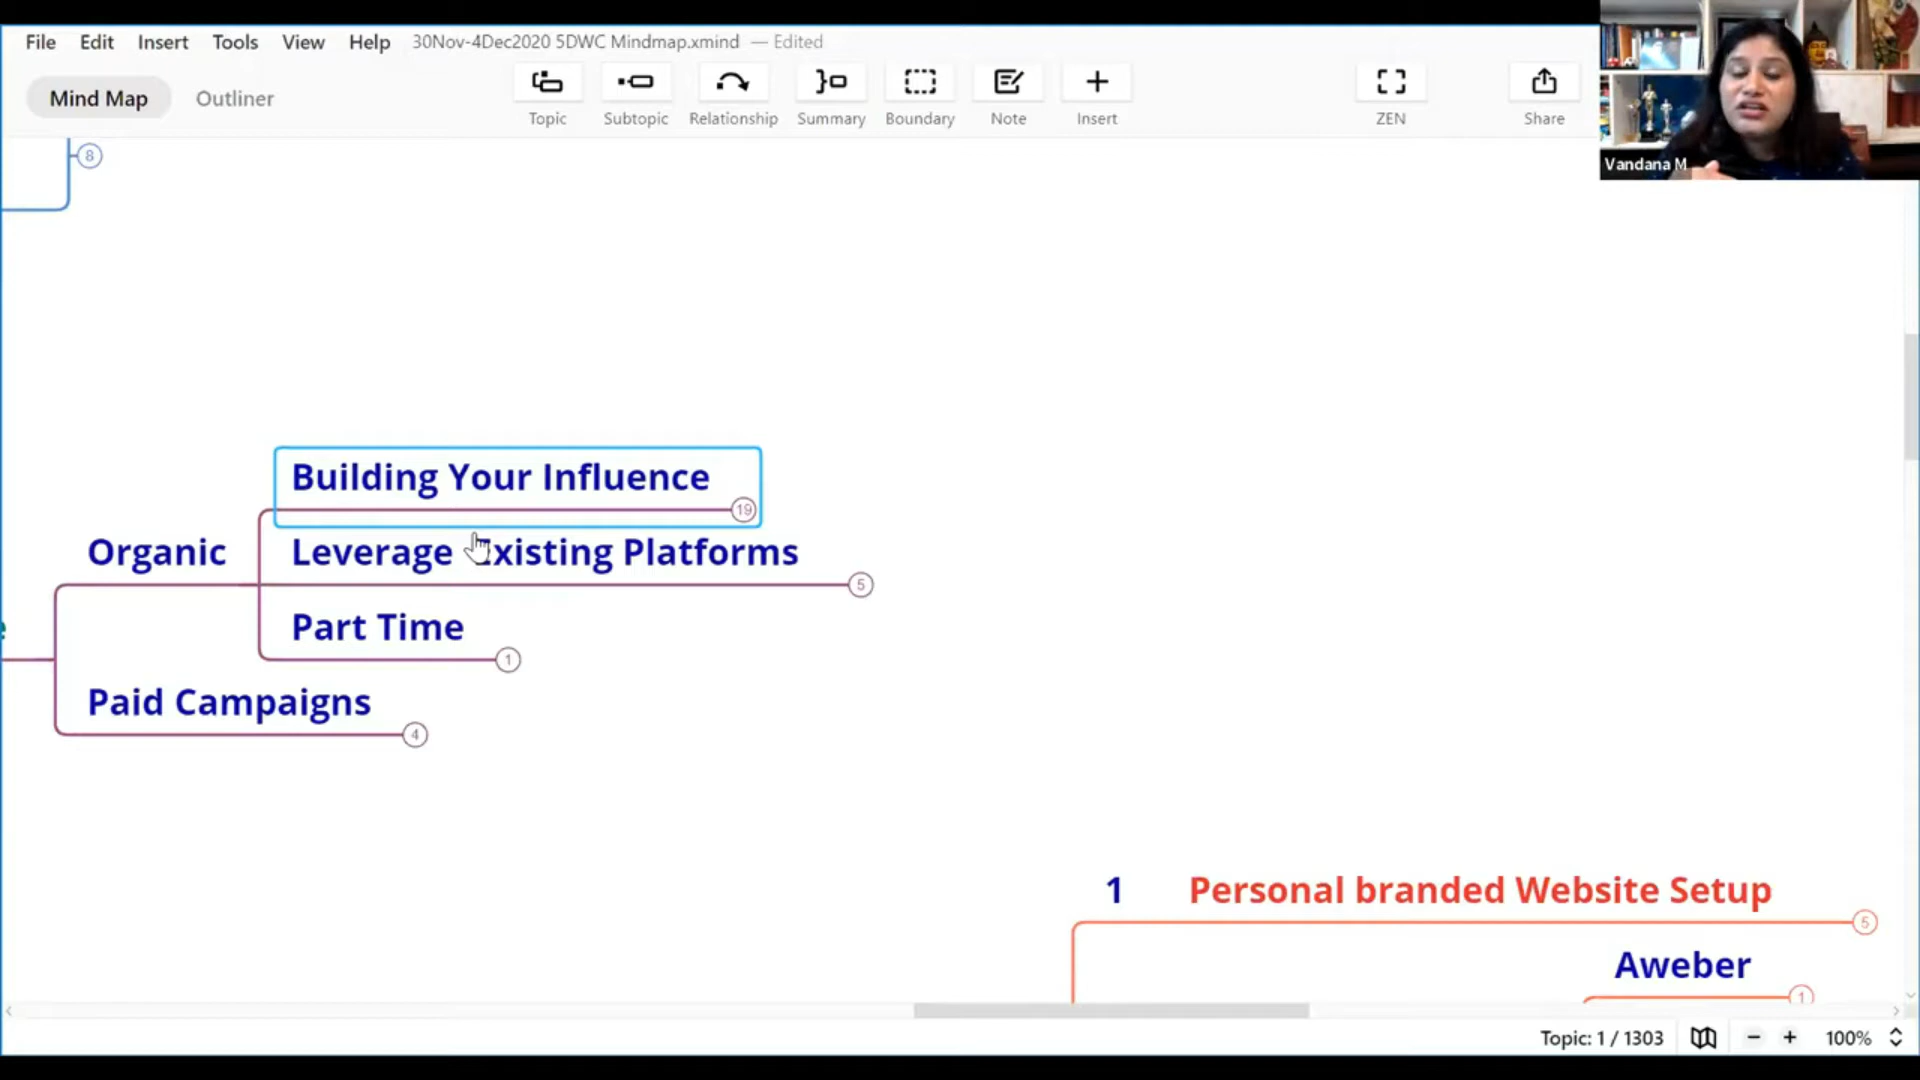 File Edit Insert Tools View Help 30Nov-4Dec2020 5DWC Mindmap.xmind — Edited
Mind Map Outliner
Topic Subtopic Relationship Summary Boundary Note Insert ZEN Share
Vandana M
8
Building Your Influence
19
Organic
Leverage Existing Platforms
5
Part Time
1
Paid Campaigns
4
1 Personal branded Website Setup
5
Aweber
1
Topic: 1 / 1303 100%